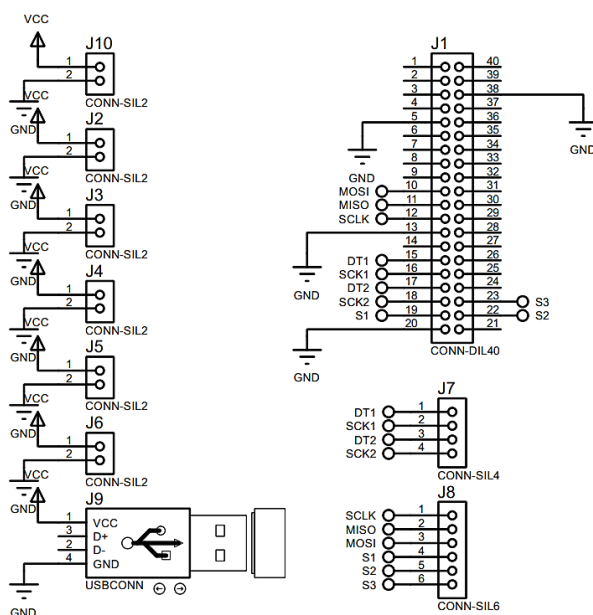 VCC
J10
1
2
CONN-SIL2
GND
VCC
J2
1
2
CONN-SIL2
GND
VCC
J3
1
2
CONN-SIL2
GND
VCC
J4
1
2
CONN-SIL2
GND
VCC
J5
1
2
CONN-SIL2
GND
VCC
J6
1
2
CONN-SIL2
GND
VCC
J9
1 VCC
3 D+
2 D-
4 GND
USBCONN
GND
J1
1 40
2 39
3 38
4 37
5 36
6 35
7 34
8 33
9 32
GND
GND
MOSI 10 31
MISO 11 30
SCLK 12 29
13 28
14 27
DT1 15 26
SCK1 16 25
DT2 17 24
SCK2 18 23 S3
S1 19 22 S2
20 21
GND
GND
CONN-DIL40
J7
DT1 1
SCK1 2
DT2 3
SCK2 4
CONN-SIL4
J8
SCLK 1
MISO 2
MOSI 3
S1 4
S2 5
S3 6
CONN-SIL6